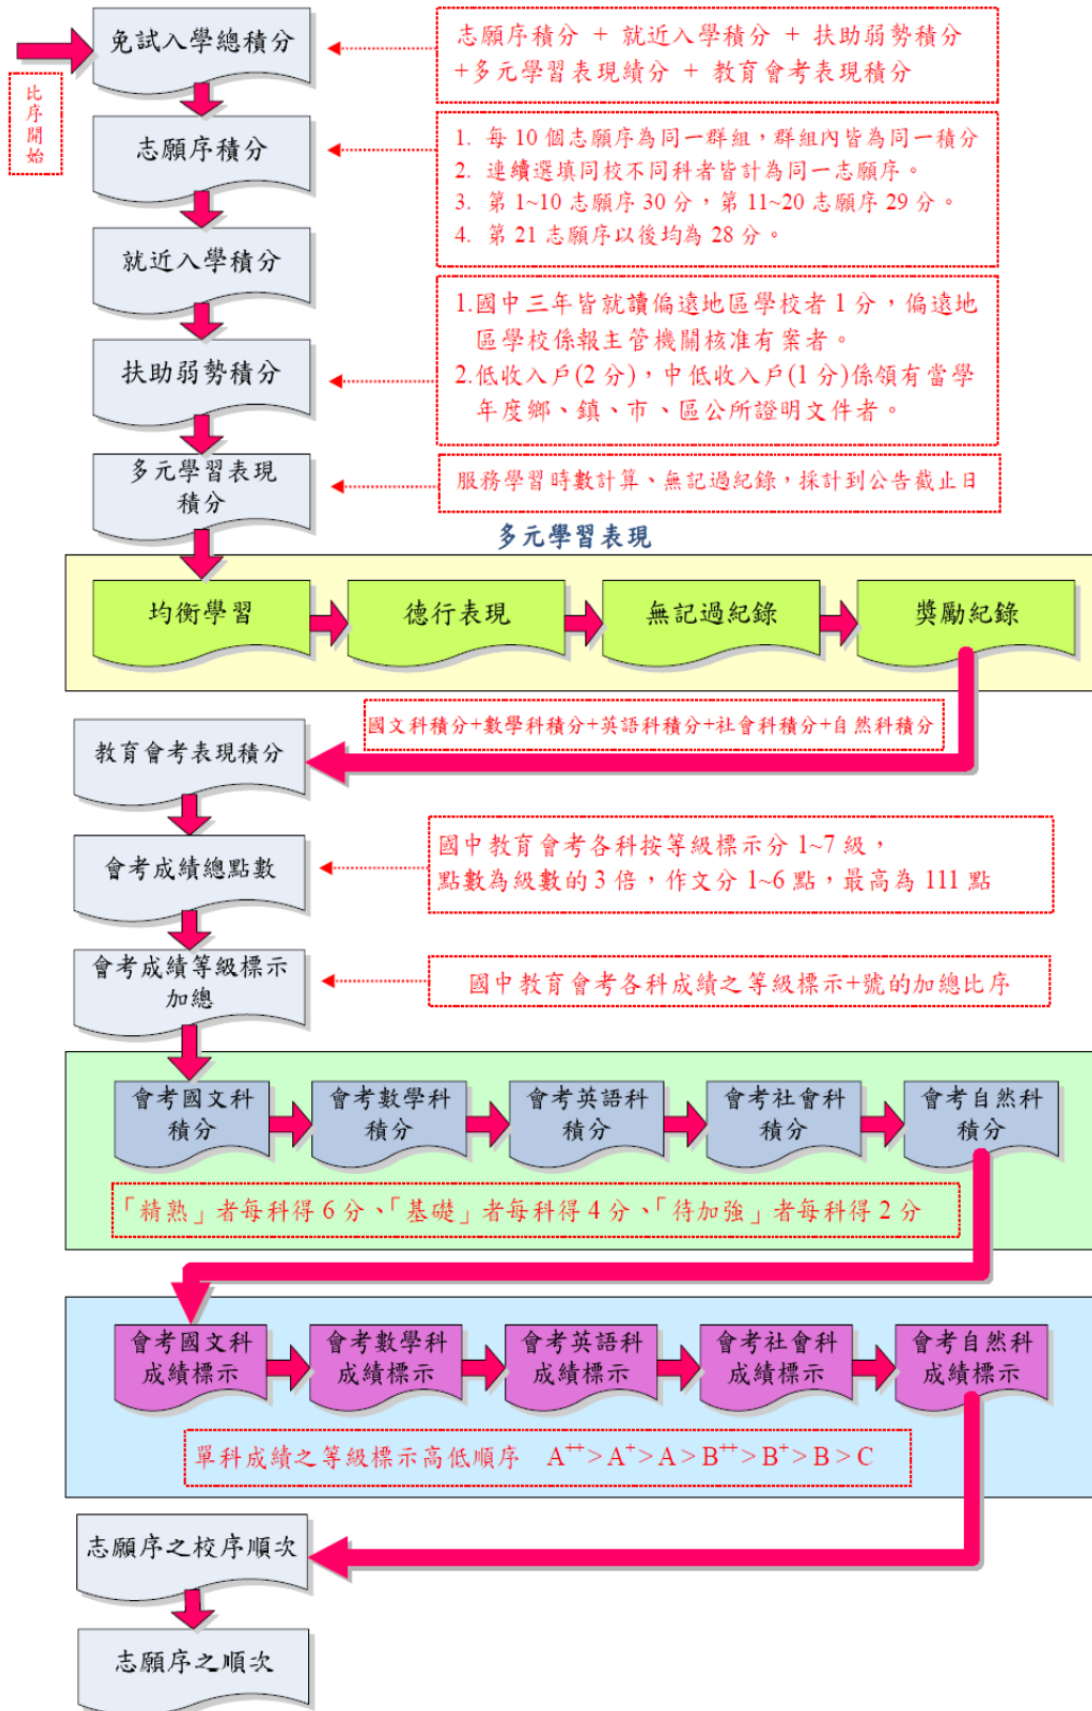 比序開始
免試入學總積分
志願序積分 + 就近入學積分 + 扶助弱勢積分
+多元學習表現績分 + 教育會考表現積分
志願序積分
1. 每 10 個志願序為同一群組，群組內皆為同一積分
2. 連續選填同校不同科者皆計為同一志願序。
3. 第 1~10 志願序 30 分，第 11~20 志願序 29 分。
4. 第 21 志願序以後均為 28 分。
就近入學積分
扶助弱勢積分
1.國中三年皆就讀偏遠地區學校者 1 分，偏遠地
區學校係報主管機關核准有案者。
2.低收入戶(2 分)，中低收入戶(1 分)係領有當學
年度鄉、鎮、市、區公所證明文件者。
多元學習表現
積分
服務學習時數計算、無記過紀錄，採計到公告截止日
多元學習表現
均衡學習
德行表現
無記過紀錄
獎勵紀錄
國文科積分+數學科積分+英語科積分+社會科積分+自然科積分
教育會考表現積分
會考成績總點數
國中教育會考各科按等級標示分 1~7 級，
點數為級數的 3 倍，作文分 1~6 點，最高為 111 點
會考成績等級標示
加總
國中教育會考各科成績之等級標示+號的加總比序
會考國文科
積分
會考數學科
積分
會考英語科
積分
會考社會科
積分
會考自然科
積分
「精熟」者每科得 6 分、「基礎」者每科得 4 分、「待加強」者每科得 2 分
會考國文科
成績標示
會考數學科
成績標示
會考英語科
成績標示
會考社會科
成績標示
會考自然科
成績標示
單科成績之等級標示高低順序 A⁺⁺>A⁺>A>B⁺⁺>B⁺>B>C
志願序之校序順次
志願序之順次